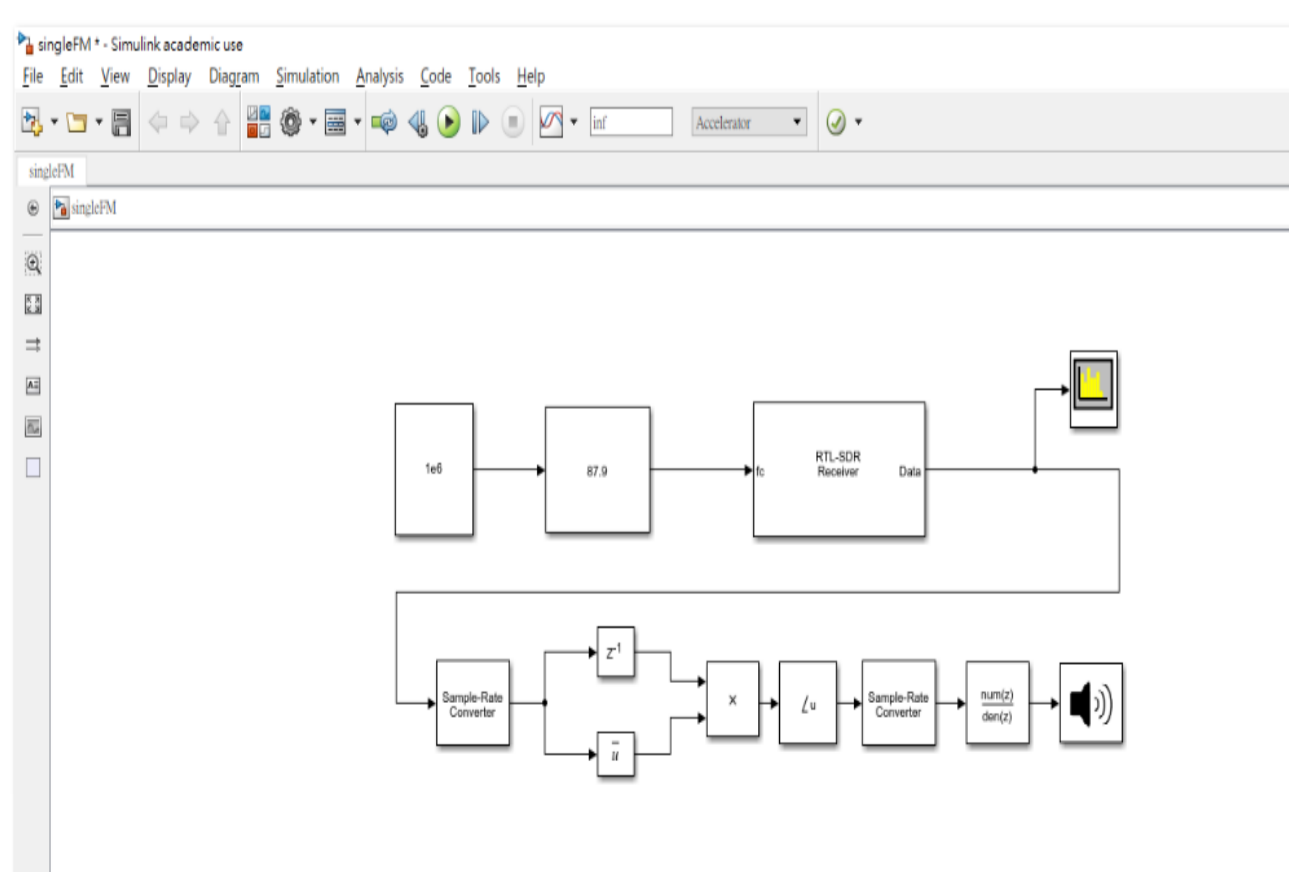 singleFM * - Simulink academic use
File Edit View Display Diagram Simulation Analysis Code Tools Help
inf Accelerator
singleFM
singleFM
1e6
87.9
fc
RTL-SDR
Receiver
Data
Sample-Rate
Converter
Z-1
u
×
∠u
Sample-Rate
Converter
num(z)
den(z)